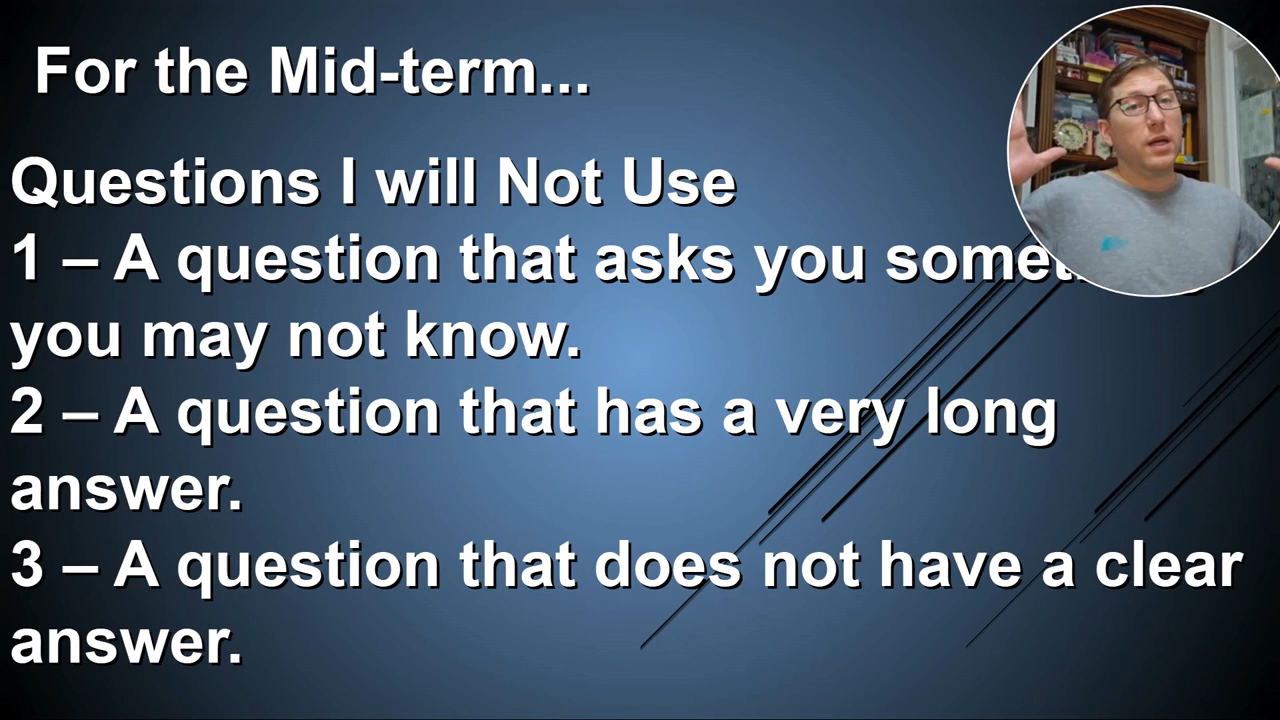 For the Mid-term...
Questions I will Not Use
1 – A question that asks you
you may not know.
2 – A question that has a very long
answer.
3 – A question that does not have a clear
answer.